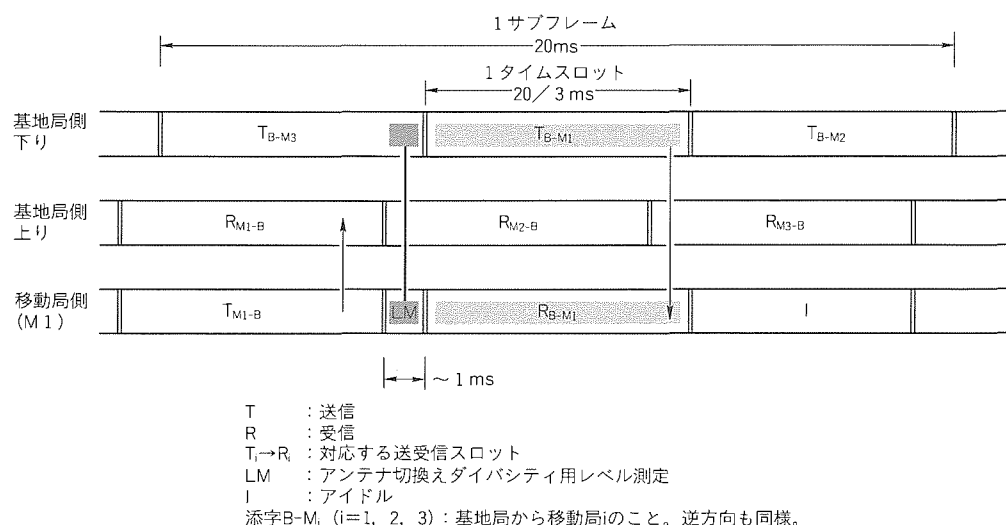 1サブフレーム
20ms
1タイムスロット
20／3 ms
基地局側
下り
T_B-M3
T_B-M1
T_B-M2
基地局側
上り
R_M1-B
R_M2-B
R_M3-B
移動局側
(M1)
T_M1-B
LM
R_B-M1
I
～1ms
T ：送信
R ：受信
T_i→R_i ：対応する送受信スロット
LM ：アンテナ切換えダイバシティ用レベル測定
I ：アイドル
添字B-M_i (i=1, 2, 3)：基地局から移動局iのこと。逆方向も同様。